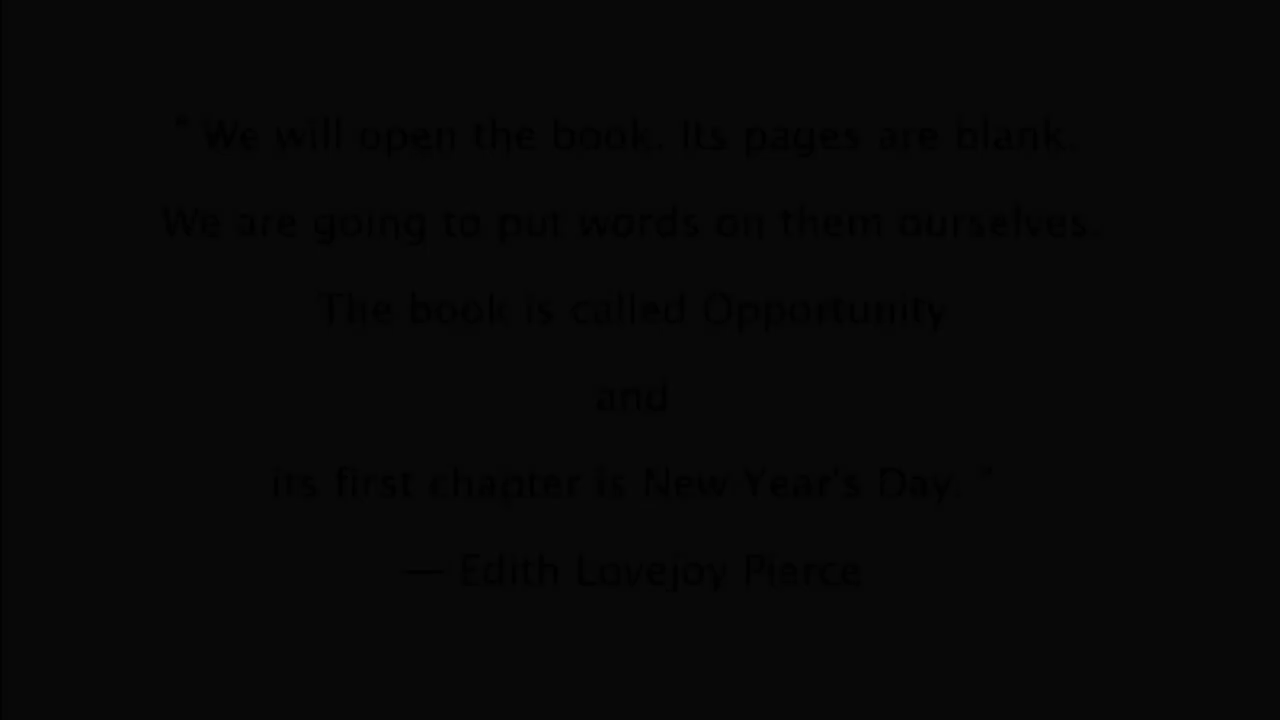 " We will open the book. Its pages are blank.
We are going to put words on them ourselves.
The book is called Opportunity
and
its first chapter is New Year's Day. "
— Edith Lovejoy Pierce